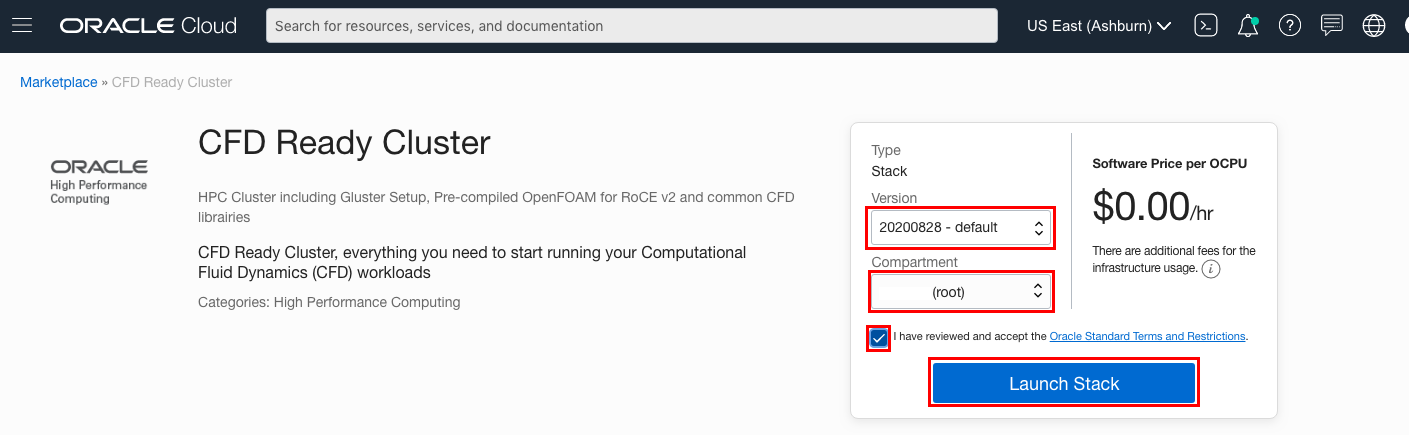 ORACLE Cloud
Search for resources, services, and documentation
US East (Ashburn)
Marketplace » CFD Ready Cluster
ORACLE
High Performance
Computing
CFD Ready Cluster
HPC Cluster including Gluster Setup, Pre-compiled OpenFOAM for RoCE v2 and common CFD
librairies
CFD Ready Cluster, everything you need to start running your Computational
Fluid Dynamics (CFD) workloads
Categories: High Performance Computing
Type
Stack
Version
20200828 - default
Compartment
(root)
Software Price per OCPU
$0.00/hr
There are additional fees for the
infrastructure usage.
I have reviewed and accept the Oracle Standard Terms and Restrictions.
Launch Stack